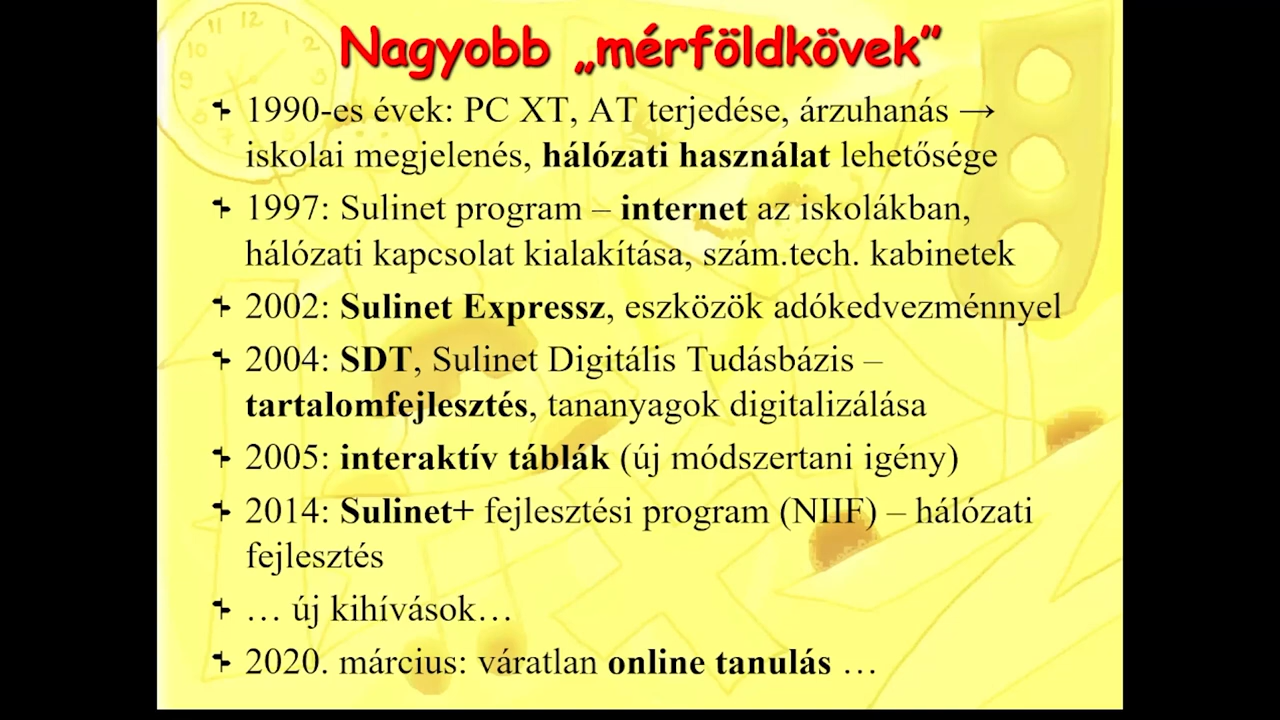 Nagyobb „mérföldkövek”
1990-es évek: PC XT, AT terjedése, árzuhanás →
iskolai megjelenés, hálózati használat lehetősége
1997: Sulinet program – internet az iskolákban,
hálózati kapcsolat kialakítása, szám.tech. kabinetek
2002: Sulinet Expressz, eszközök adókedvezménnyel
2004: SDT, Sulinet Digitális Tudásbázis –
tartalomfejlesztés, tananyagok digitalizálása
2005: interaktív táblák (új módszertani igény)
2014: Sulinet+ fejlesztési program (NIIF) – hálózati
fejlesztés
… új kihívások…
2020. március: váratlan online tanulás …